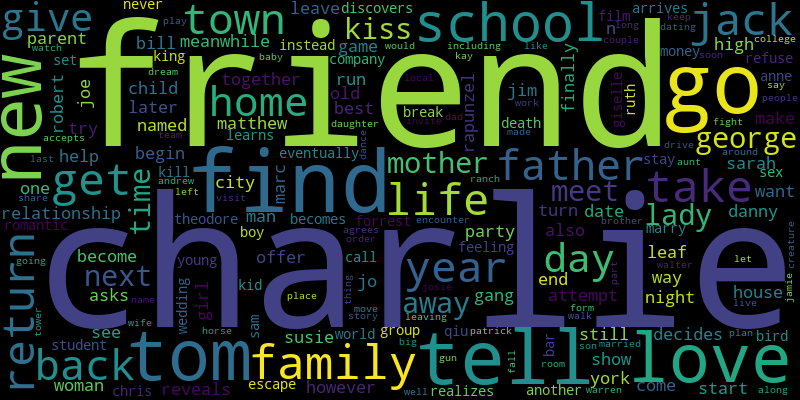 give
town
never
leave
discovers
play
kiss
school
film
arrives
keep
jack
parent
meanwhile
instead
game
n
long
dating
watch
bill
would
couple
high
set
king
company
including
like
money
soon
college
new
friend
go
joe
child
dream
baby
run
kay
finally
refuse
robert
home
together
old
jim
local
giselle
ruth
anne
say
people
later
best
rapunzel
work
fight
make
try
named
matthew
daughter
break
death
invite
dad
made
drive
george
accepts
team
learns
dance
last
help
begin
eventually
mother
father
stay
around
aunt
find
sarah
sex
one
get
time
kill
city
marc
life
meet
take
want
share
andrew
left
visit
ranch
brother
relationship
theodore
man
becomes
forrest
encounter
turn
date
lady
danny
romantic
boy
agrees
order
party
also
marry
creature
return
going
charlie
become
offer
call
feeling
year
day
leaf
walter
let
next
young
jo
josie
end
part
way
asks
girl
wedding
kid
place
thing
away
gang
attempt
night
house
jamie
name
move
leaving
form
live
tower
see
wife
horse
sam
susie
story
world
group
qiu
patrick
walk
still
decides
plan
bird
student
tom
family
big
bar
son
married
back
tell
love
room
show
woman
chris
reveals
escape
however
well
gun
realizes
fall
another
warren
york
come
start
along